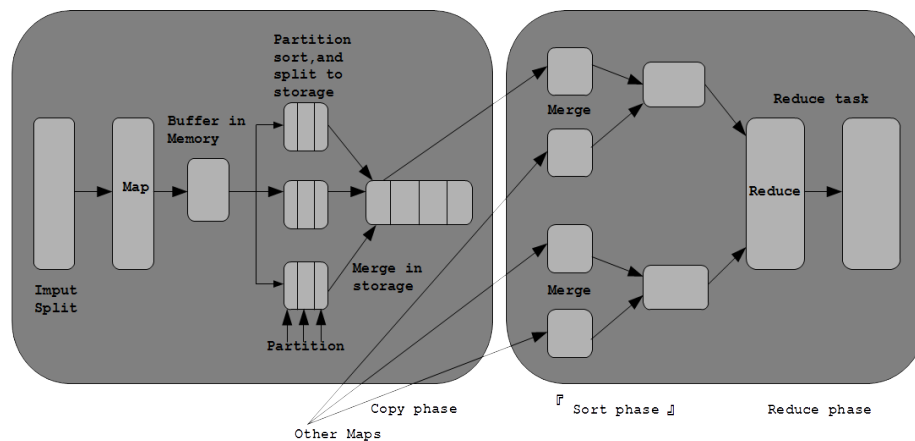 Partition
sort,and
split to
storage
Buffer in
Memory
Map
Imput
Split
Merge in
storage
Partition
Merge
Merge
Reduce task
Reduce
Copy phase
『 Sort phase 』
Reduce phase
Other Maps